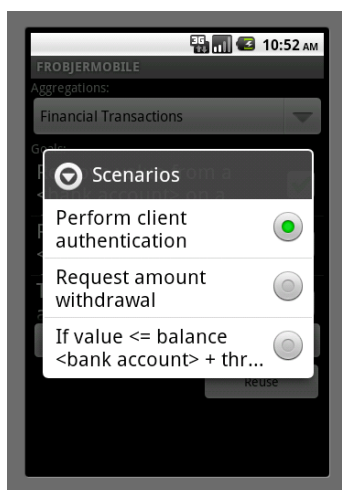 3G
10:52 AM
FROBJERMOBILE
Aggregations:
Financial Transactions
Goals:
Scenarios
Perform client
authentication
Request amount
withdrawal
If value <= balance
<bank account> + thr...
Reuse